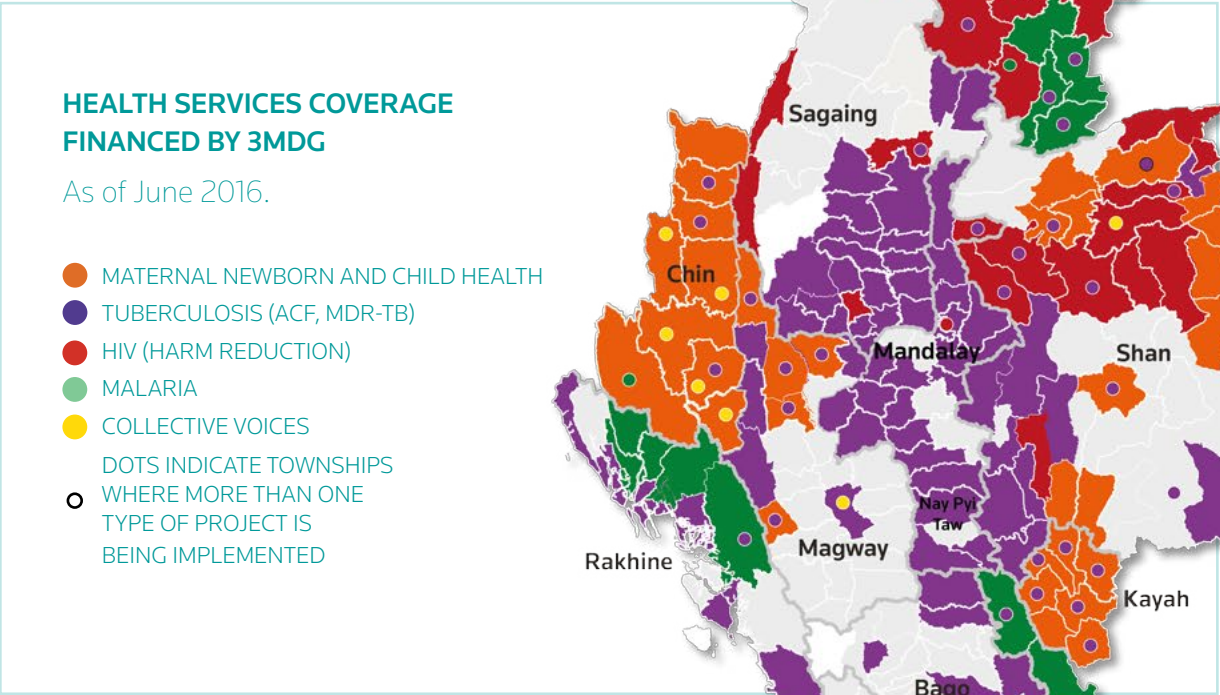 HEALTH SERVICES COVERAGE
FINANCED BY 3MDG
As of June 2016.
MATERNAL NEWBORN AND CHILD HEALTH
TUBERCULOSIS (ACF, MDR-TB)
HIV (HARM REDUCTION)
MALARIA
COLLECTIVE VOICES
DOTS INDICATE TOWNSHIPS
WHERE MORE THAN ONE
TYPE OF PROJECT IS
BEING IMPLEMENTED
Sagaing
Chin
Mandalay
Shan
Nay Pyi
Taw
Magway
Rakhine
Kayah
Bago